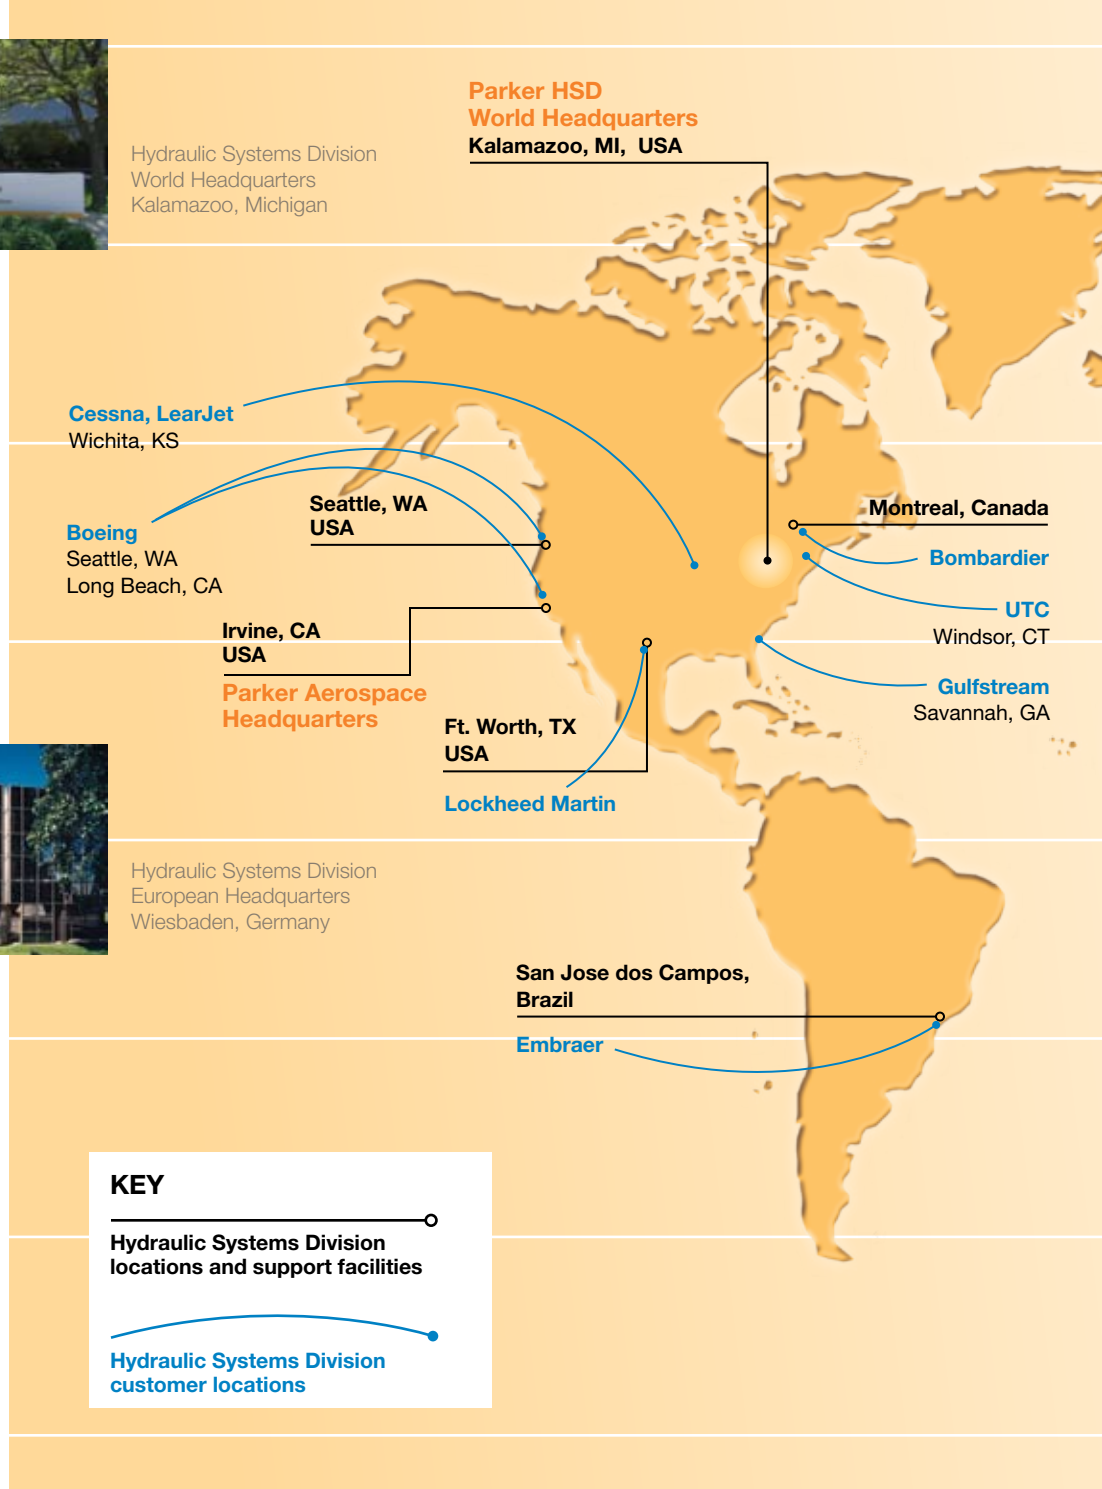 Parker HSD
World Headquarters
Kalamazoo, MI, USA
Hydraulic Systems Division
World Headquarters
Kalamazoo, Michigan
Cessna, LearJet
Wichita, KS
Seattle, WA
USA
Boeing
Seattle, WA
Long Beach, CA
Montreal, Canada
Bombardier
UTC
Windsor, CT
Irvine, CA
USA
Parker Aerospace
Headquarters
Gulfstream
Savannah, GA
Ft. Worth, TX
USA
Lockheed Martin
Hydraulic Systems Division
European Headquarters
Wiesbaden, Germany
San Jose dos Campos,
Brazil
Embraer
KEY
Hydraulic Systems Division
locations and support facilities
Hydraulic Systems Division
customer locations